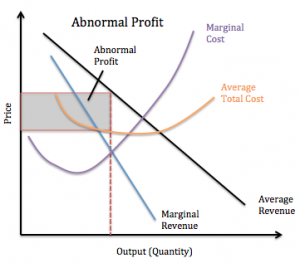 Abnormal Profit
Marginal
Cost
Abnormal
Profit
Average
Total Cost
Price
Marginal
Revenue
Average
Revenue
Output (Quantity)